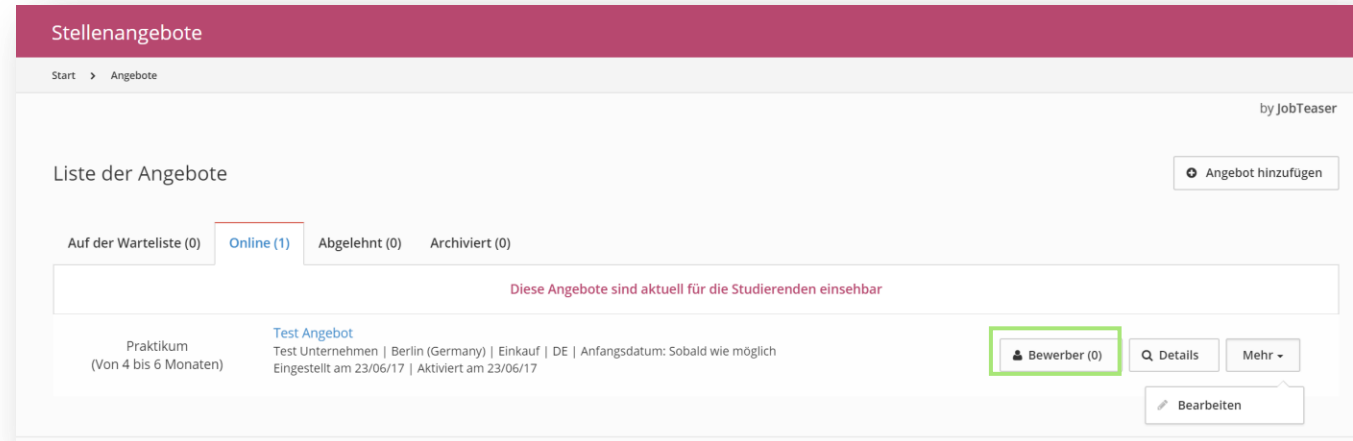 Stellenangebote
Start > Angebote
by JobTeaser
Liste der Angebote
Angebot hinzufügen
Auf der Warteliste (0) Online (1) Abgelehnt (0) Archiviert (0)
Diese Angebote sind aktuell für die Studierenden einsehbar
Praktikum
(Von 4 bis 6 Monaten)
Test Angebot
Test Unternehmen | Berlin (Germany) | Einkauf | DE | Anfangsdatum: Sobald wie möglich
Eingestellt am 23/06/17 | Aktiviert am 23/06/17
Bewerber (0) Details Mehr
Bearbeiten